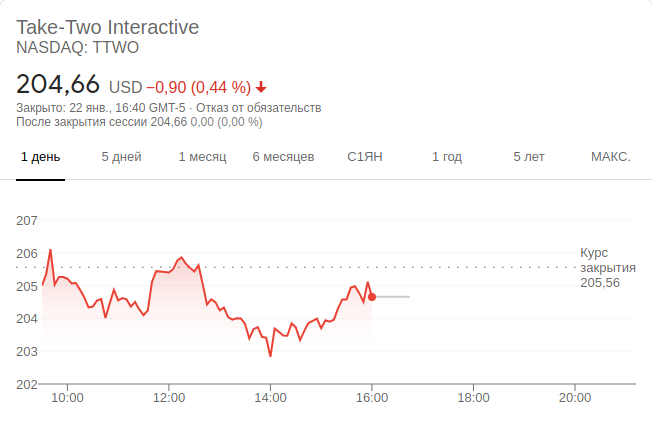 Take-Two Interactive
NASDAQ: TTWO
204,66 USD −0,90 (0,44 %)
Закрыто: 22 янв., 16:40 GMT-5 · Отказ от обязательств
После закрытия сессии 204,66 0,00 (0,00 %)
1 день 5 дней 1 месяц 6 месяцев С1ЯН 1 год 5 лет МАКС.
207
206
205
204
203
202
Курс
закрытия
205,56
10:00 12:00 14:00 16:00 18:00 20:00